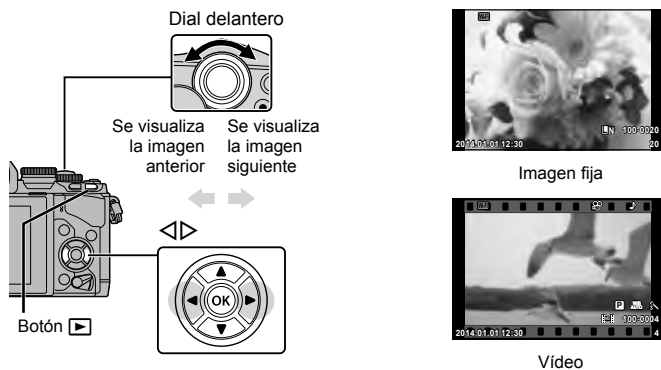 Dial delantero
Se visualiza
la imagen
anterior
Se visualiza
la imagen
siguiente
OK
Botón
2014.01.01 12:30
N 100-0020
20
Imagen fija
P
100-0004
2014.01.01 12:30
4
Vídeo